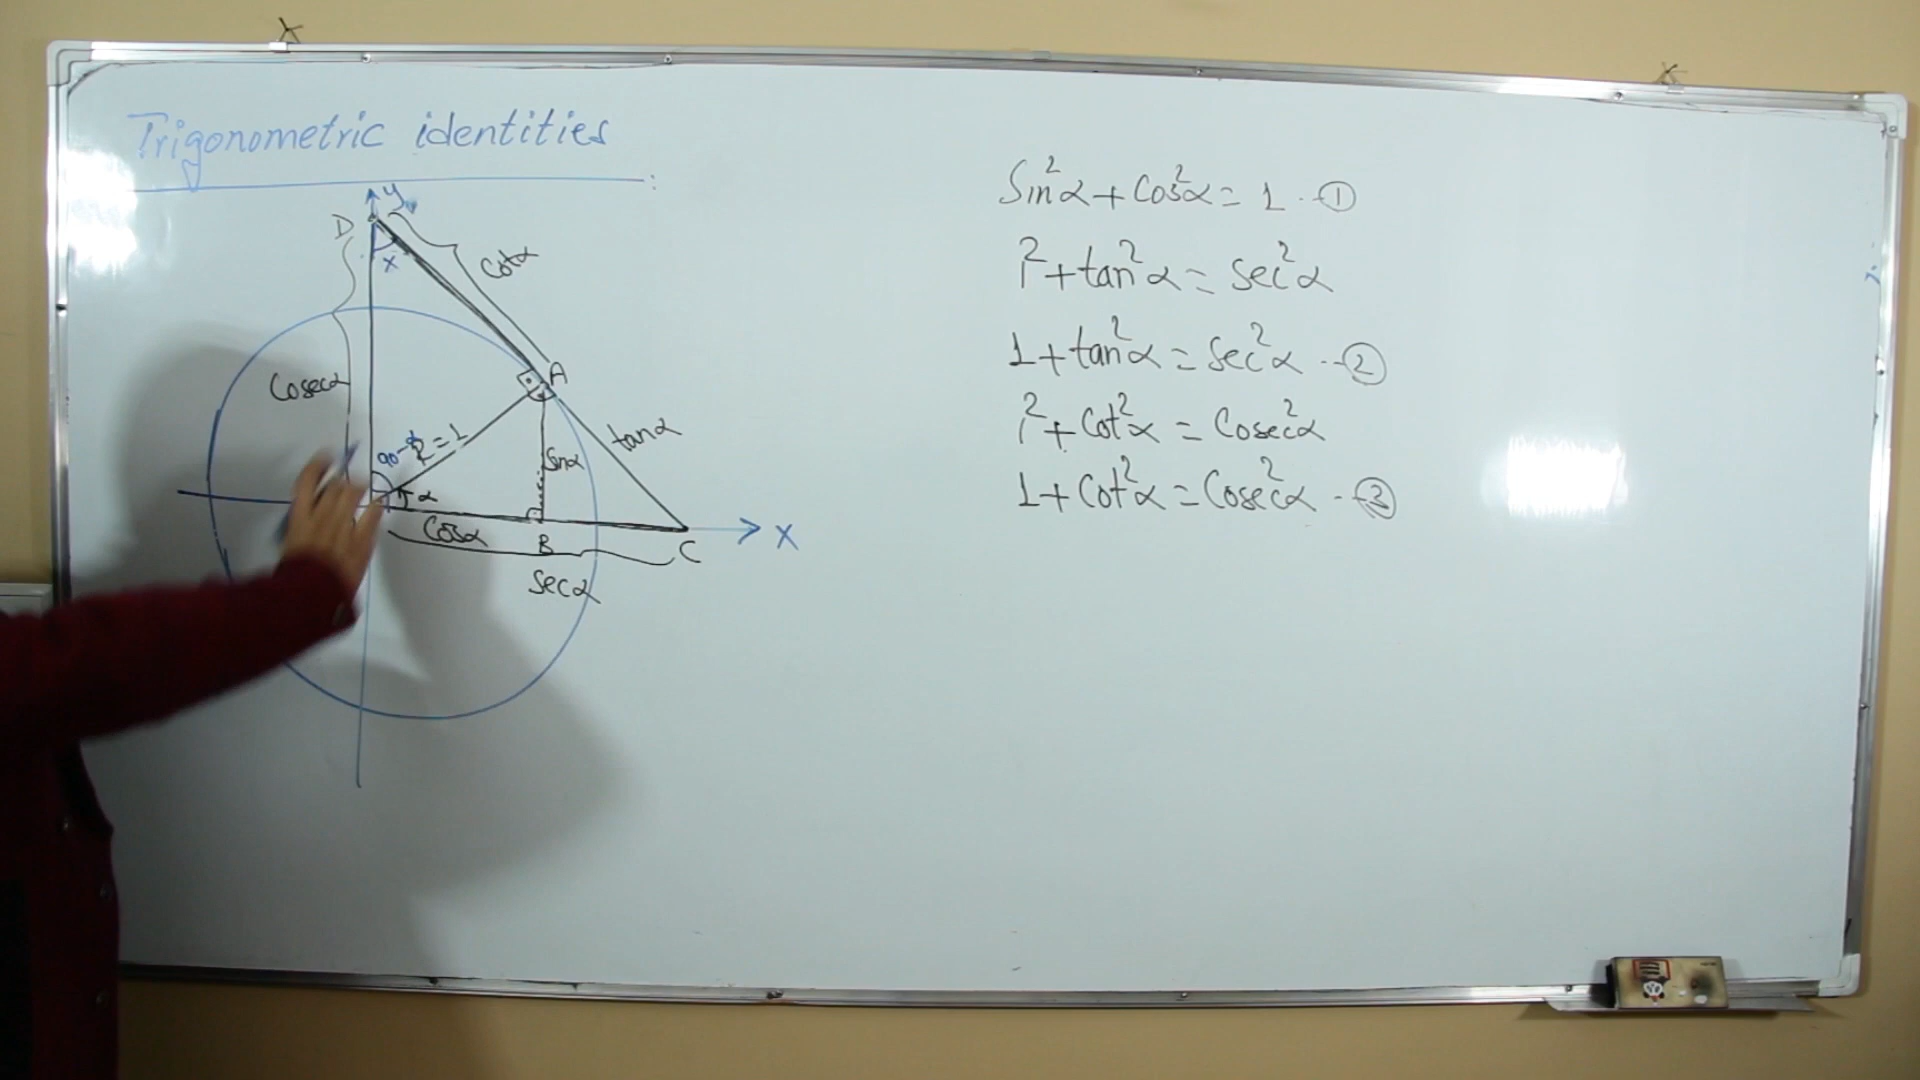 Trigonometric identities
y
D
x
Cotα
A
Cosecα
tanα
90-α
R=1
Sinα
α
Cosα
B
C
X
Secα
Sin²α+Cos²α=1 -①
1²+tan²α=Sec²α
1+tan²α=Sec²α -②
1²+Cot²α=Cosec²α
1+Cot²α=Cosec²α -③